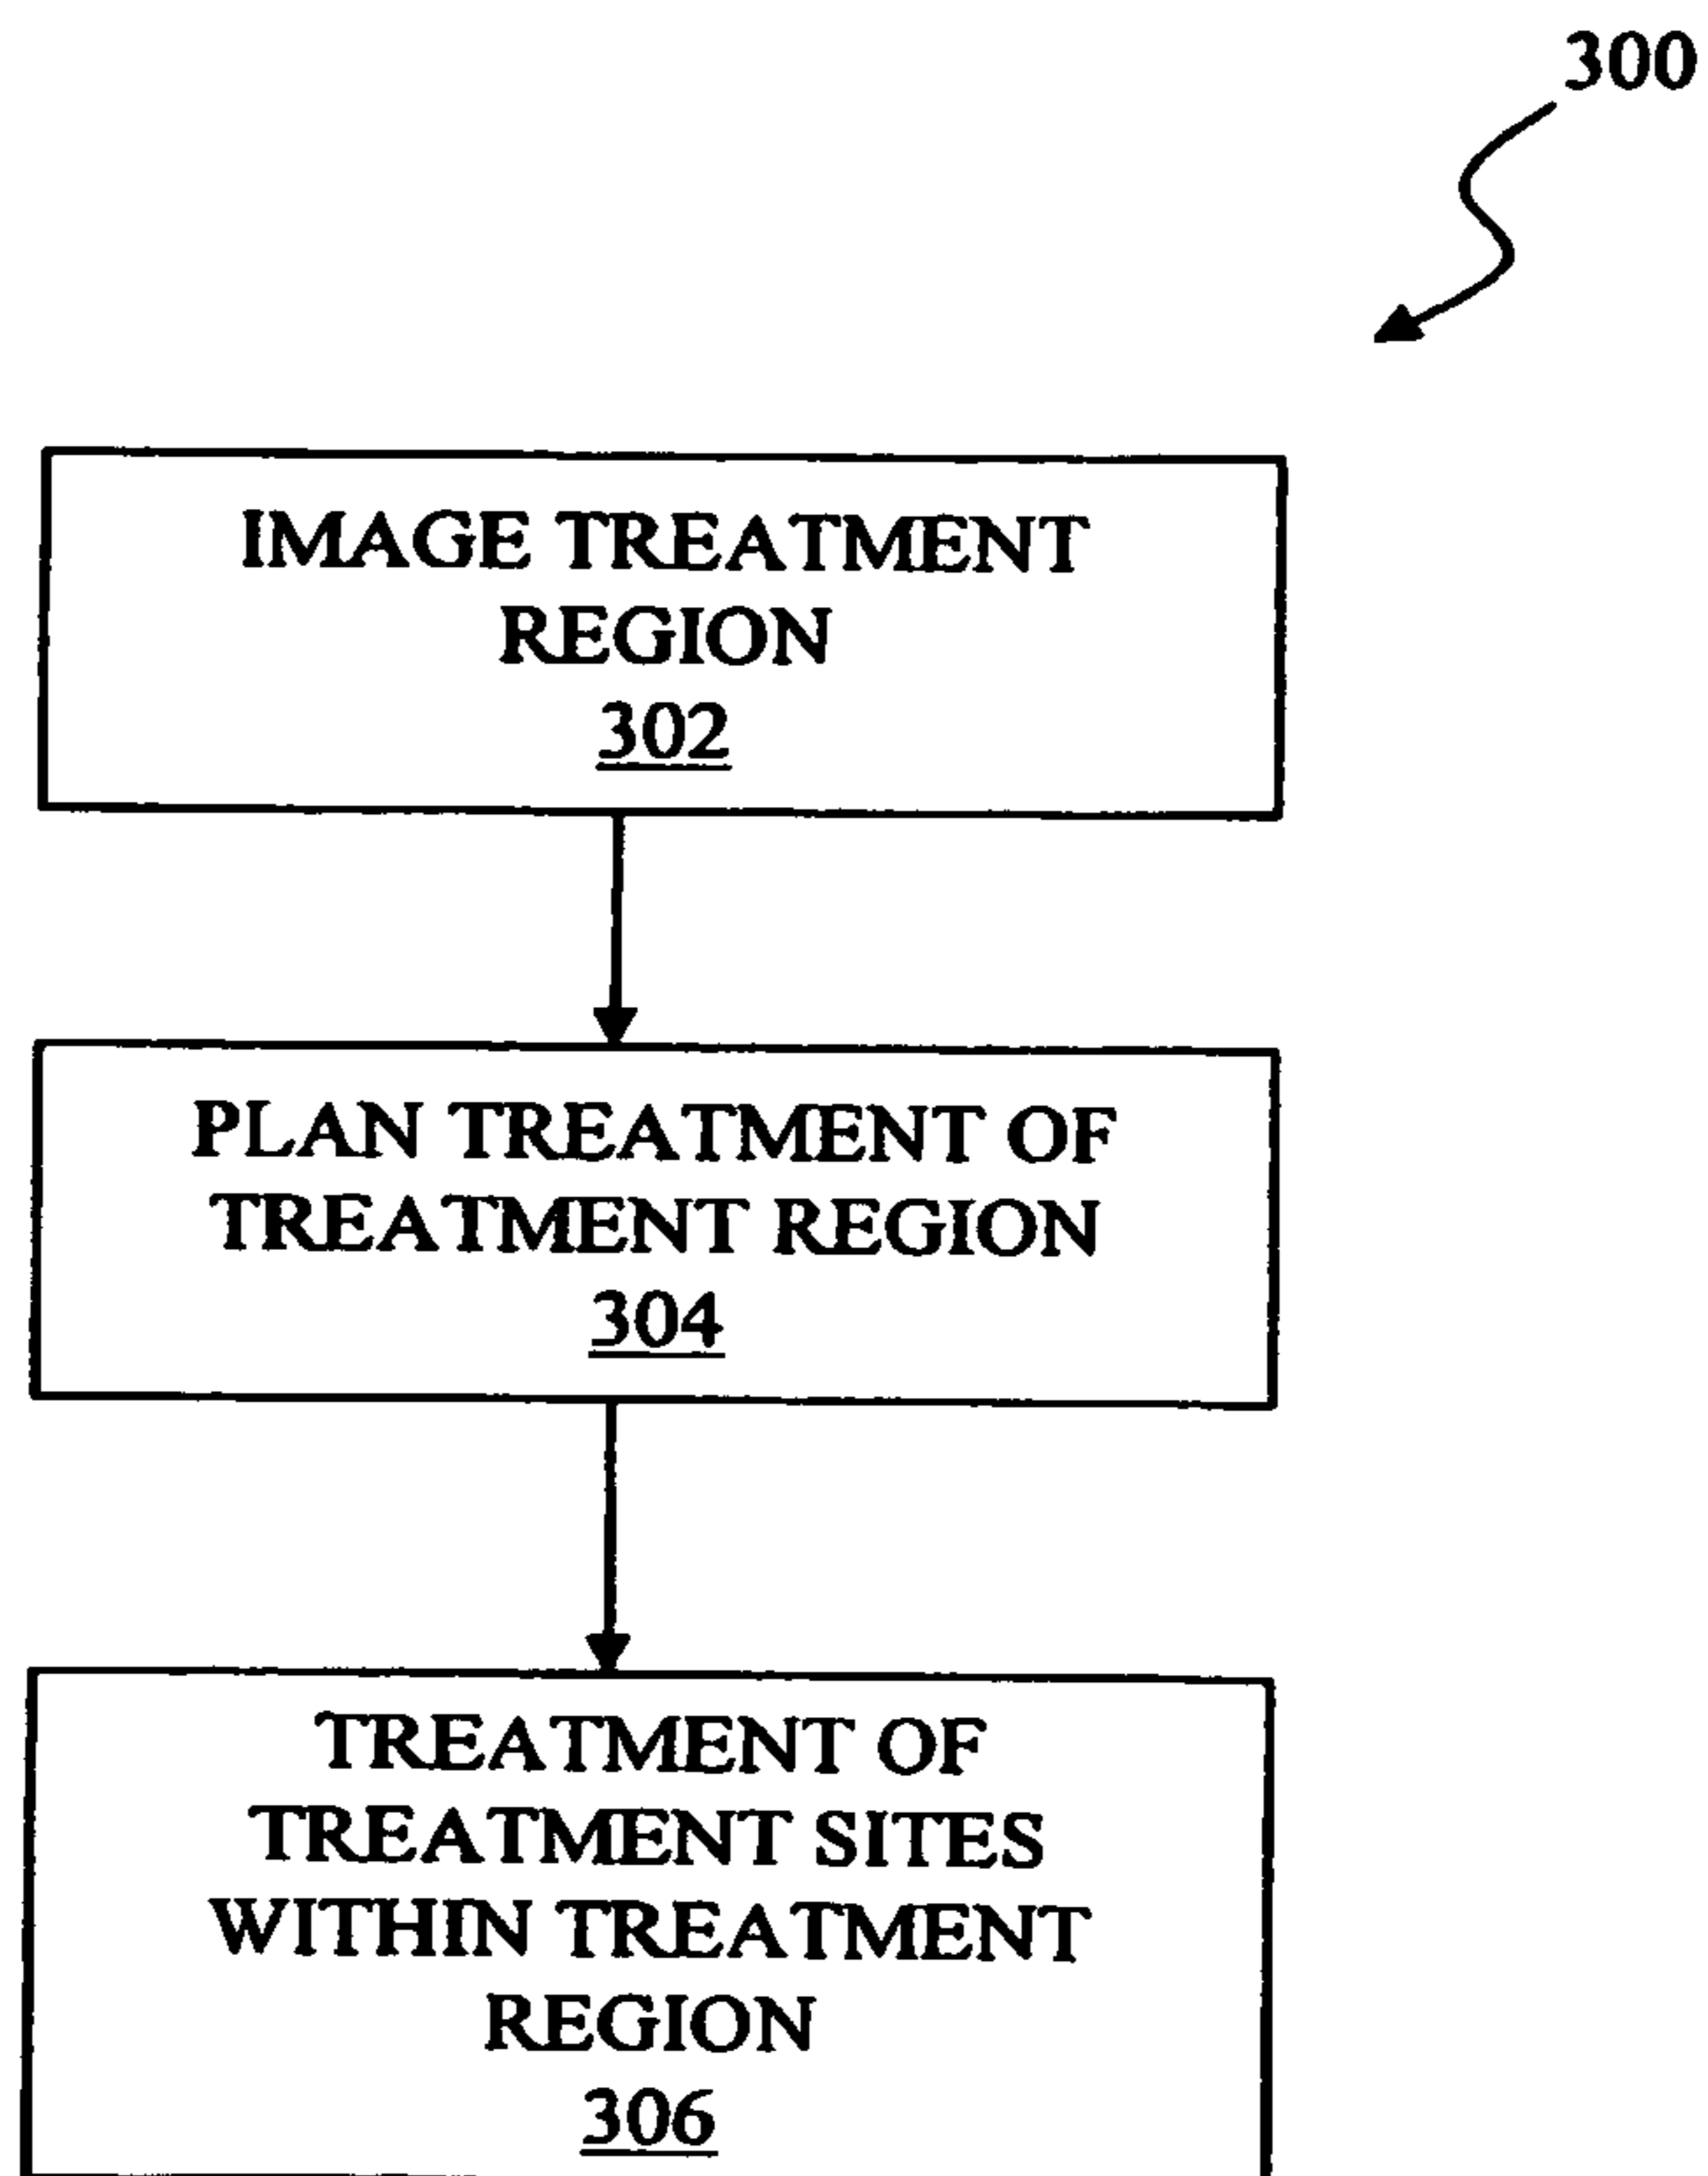 300
IMAGE TREATMENT
REGION
302
PLAN TREATMENT OF
TREATMENT REGION
304
TREATMENT OF
TREATMENT SITES
WITHIN TREATMENT
REGION
306